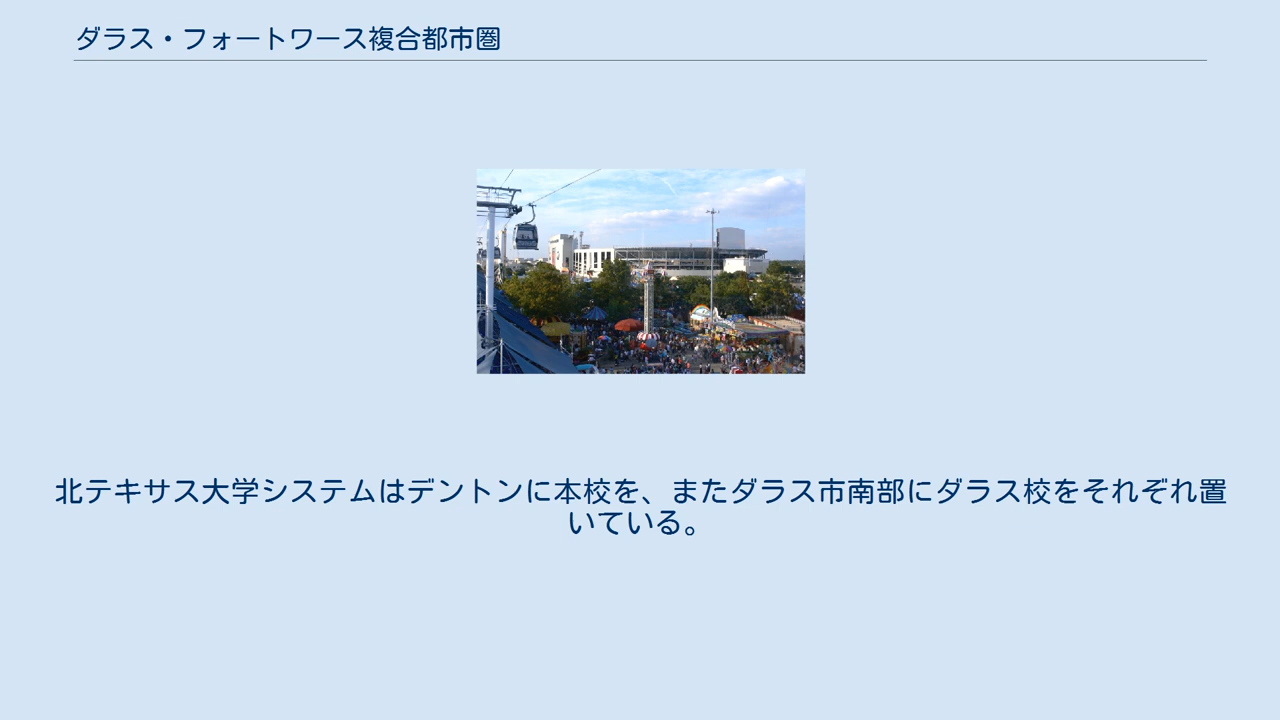 ダラス・フォートワース複合都市圏
北テキサス大学システムはデントンに本校を、またダラス市南部にダラス校をそれぞれ置
いている。